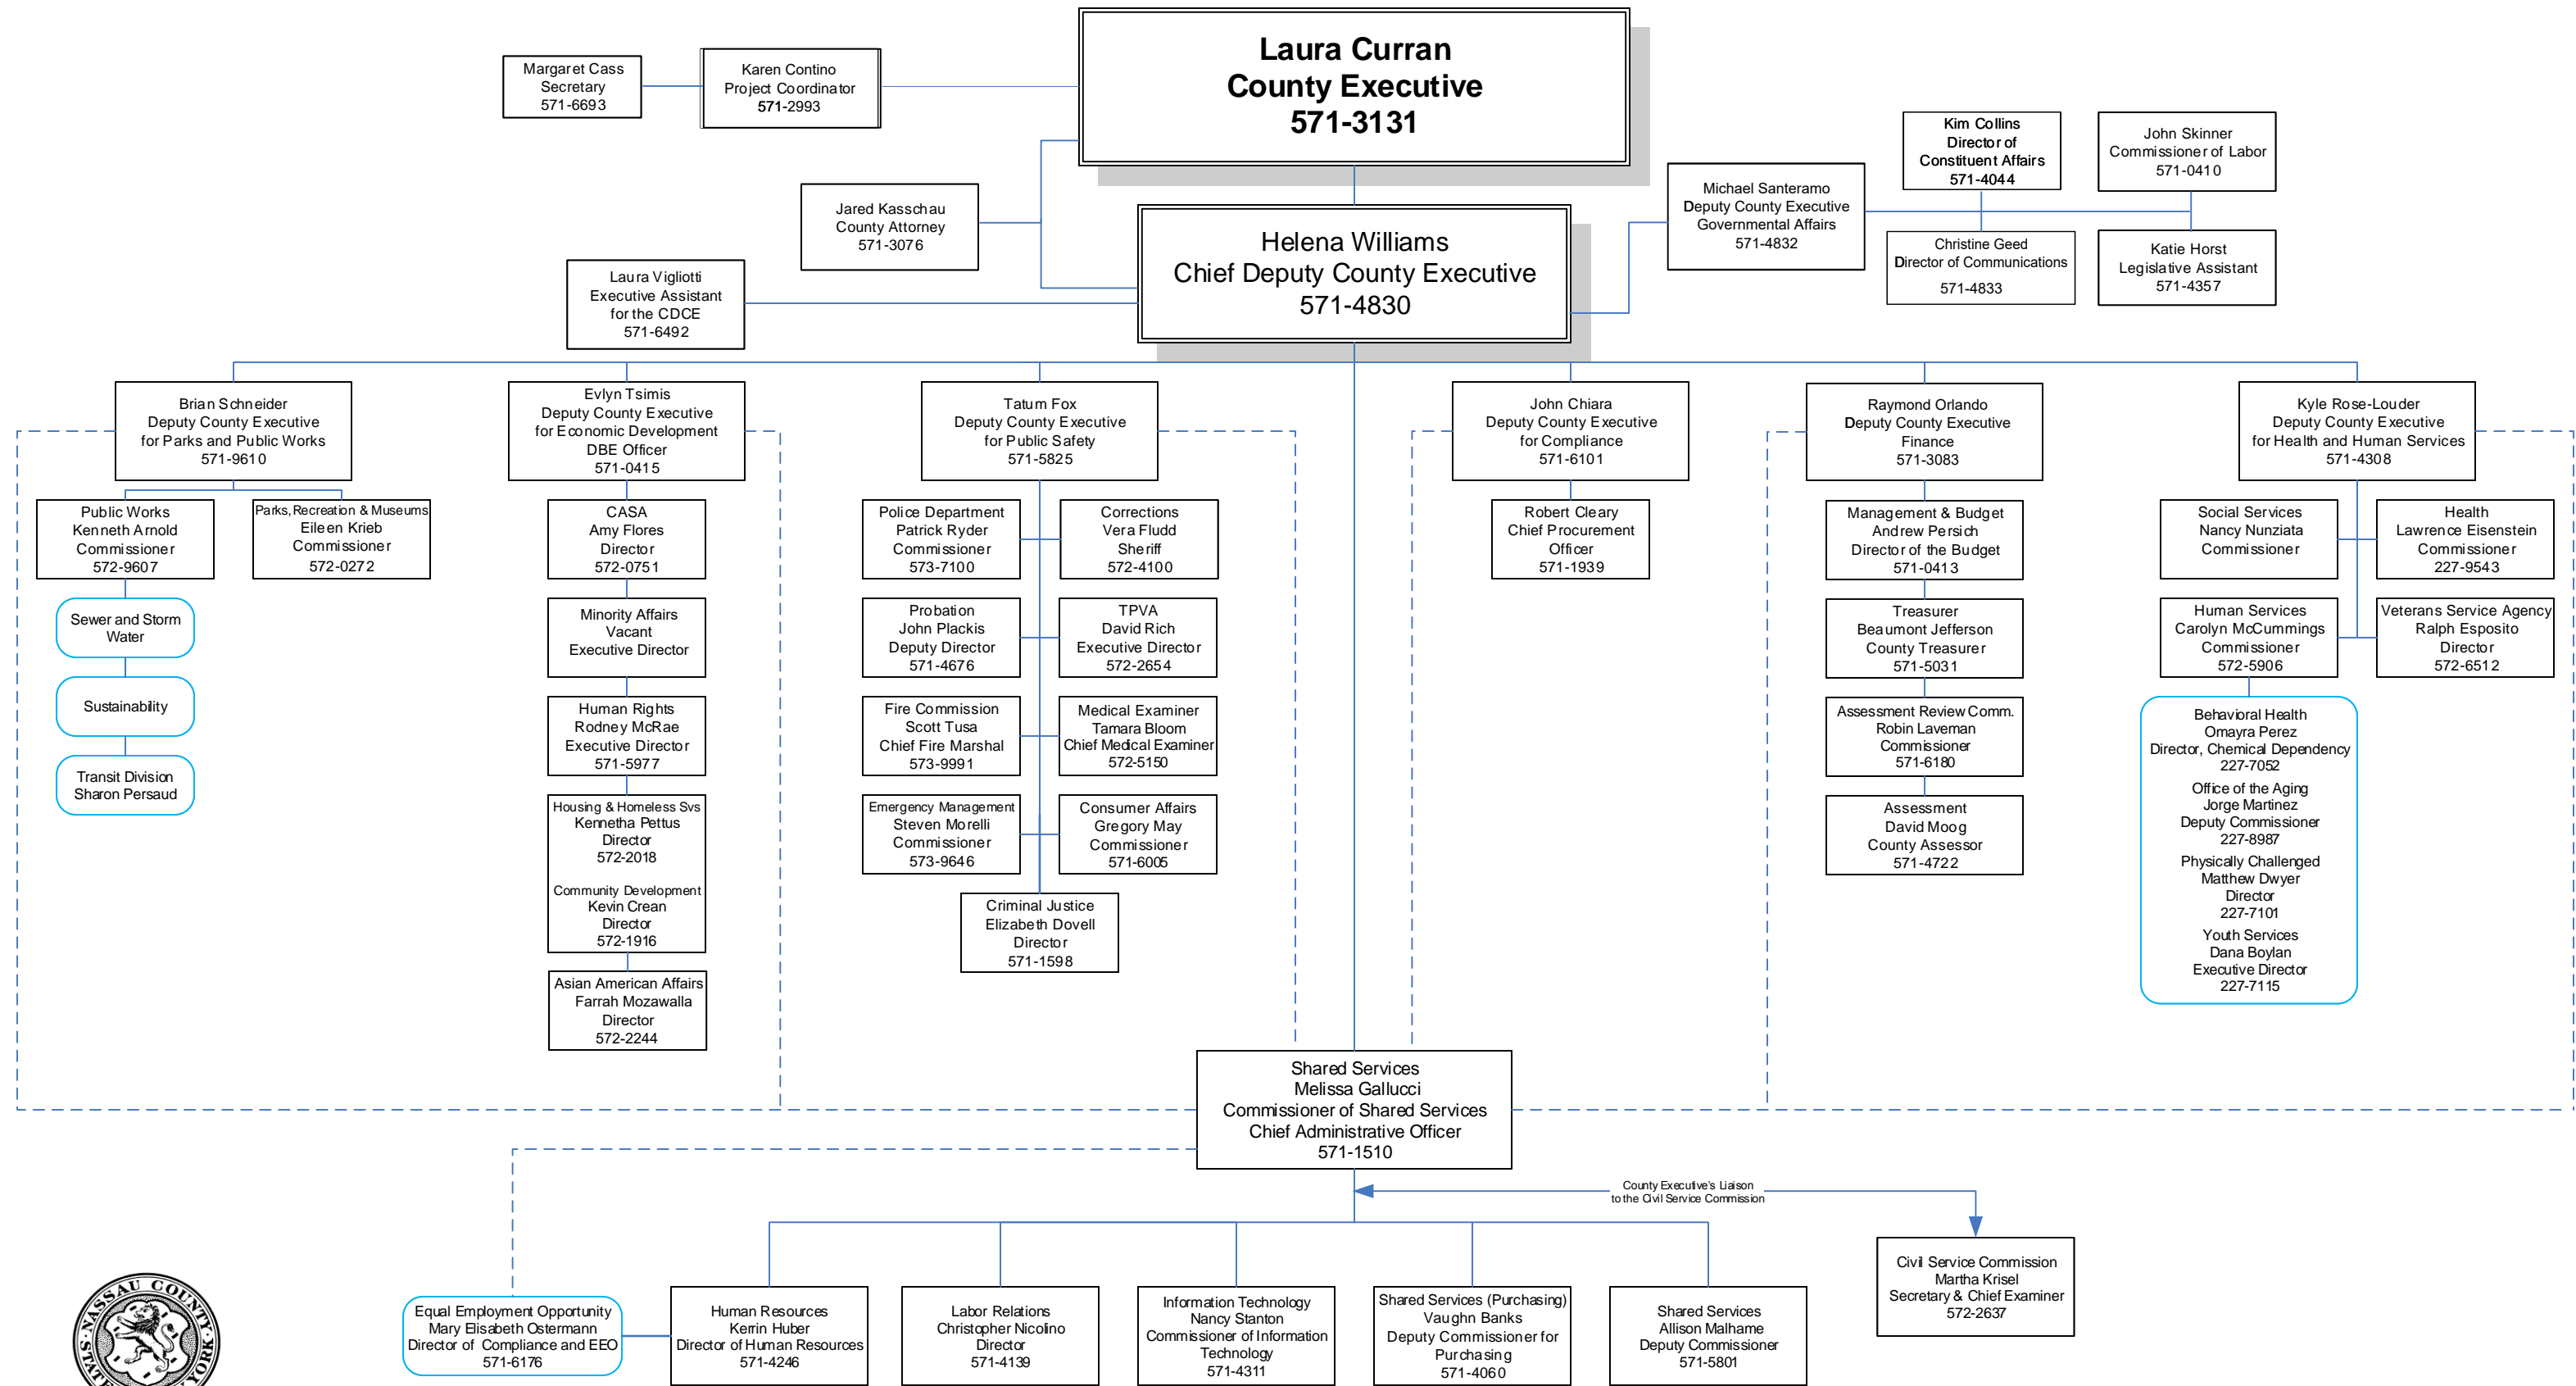 Laura Curran
County Executive
571-3131
Margaret Cass
Secretary
571-6693
Karen Contino
Project Coordinator
571-2993
Kim Collins
Director of
Constituent Affairs
571-4044
John Skinner
Commissioner of Labor
571-0410
Jared Kasschau
County Attorney
571-3076
Michael Santeramo
Deputy County Executive
Governmental Affairs
571-4832
Helena Williams
Chief Deputy County Executive
571-4830
Christine Geed
Director of Communications
571-4833
Katie Horst
Legislative Assistant
571-4357
Laura Vigliotti
Executive Assistant
for the CDCE
571-6492
Brian Schneider
Deputy County Executive
for Parks and Public Works
571-9610
Evlyn Tsimis
Deputy County Executive
for Economic Development
DBE Officer
571-0415
Tatum Fox
Deputy County Executive
for Public Safety
571-5825
John Chiara
Deputy County Executive
for Compliance
571-6101
Raymond Orlando
Deputy County Executive
Finance
571-3083
Kyle Rose-Louder
Deputy County Executive
for Health and Human Services
571-4308
Public Works
Kenneth Arnold
Commissioner
572-9607
Parks, Recreation & Museums
Eileen Krieb
Commissioner
572-0272
Sewer and Storm
Water
Sustainability
Transit Division
Sharon Persaud
CASA
Amy Flores
Director
572-0751
Minority Affairs
Vacant
Executive Director
Human Rights
Rodney McRae
Executive Director
571-5977
Housing & Homeless Svs
Kennetha Pettus
Director
572-2018
Community Development
Kevin Crean
Director
572-1916
Asian American Affairs
Farrah Mozawalla
Director
572-2244
Police Department
Patrick Ryder
Commissioner
573-7100
Corrections
Vera Fludd
Sheriff
572-4100
Probation
John Plackis
Deputy Director
571-4676
TPVA
David Rich
Executive Director
572-2654
Fire Commission
Scott Tusa
Chief Fire Marshal
573-9991
Medical Examiner
Tamara Bloom
Chief Medical Examiner
572-5150
Emergency Management
Steven Morelli
Commissioner
573-9646
Consumer Affairs
Gregory May
Commissioner
571-6005
Criminal Justice
Elizabeth Dovell
Director
571-1598
Robert Cleary
Chief Procurement
Officer
571-1939
Management & Budget
Andrew Persich
Director of the Budget
571-0413
Treasurer
Beaumont Jefferson
County Treasurer
571-5031
Assessment Review Comm.
Robin Laveman
Commissioner
571-6180
Assessment
David Moog
County Assessor
571-4722
Social Services
Nancy Nunziata
Commissioner
Health
Lawrence Eisenstein
Commissioner
227-9543
Human Services
Carolyn McCummings
Commissioner
572-5906
Veterans Service Agency
Ralph Esposito
Director
572-6512
Behavioral Health
Omayra Perez
Director, Chemical Dependency
227-7052
Office of the Aging
Jorge Martinez
Deputy Commissioner
227-8987
Physically Challenged
Matthew Dwyer
Director
227-7101
Youth Services
Dana Boylan
Executive Director
227-7115
Shared Services
Melissa Gallucci
Commissioner of Shared Services
Chief Administrative Officer
571-1510
County Executive's Liaison
to the Civil Service Commission
Civil Service Commission
Martha Krisel
Secretary & Chief Examiner
572-2637
Equal Employment Opportunity
Mary Elisabeth Ostermann
Director of Compliance and EEO
571-6176
Human Resources
Kerrin Huber
Director of Human Resources
571-4246
Labor Relations
Christopher Nicolino
Director
571-4139
Information Technology
Nancy Stanton
Commissioner of Information
Technology
571-4311
Shared Services (Purchasing)
Vaughn Banks
Deputy Commissioner for
Purchasing
571-4060
Shared Services
Allison Malhame
Deputy Commissioner
571-5801
NASSAU COUNTY
STATE
YORK